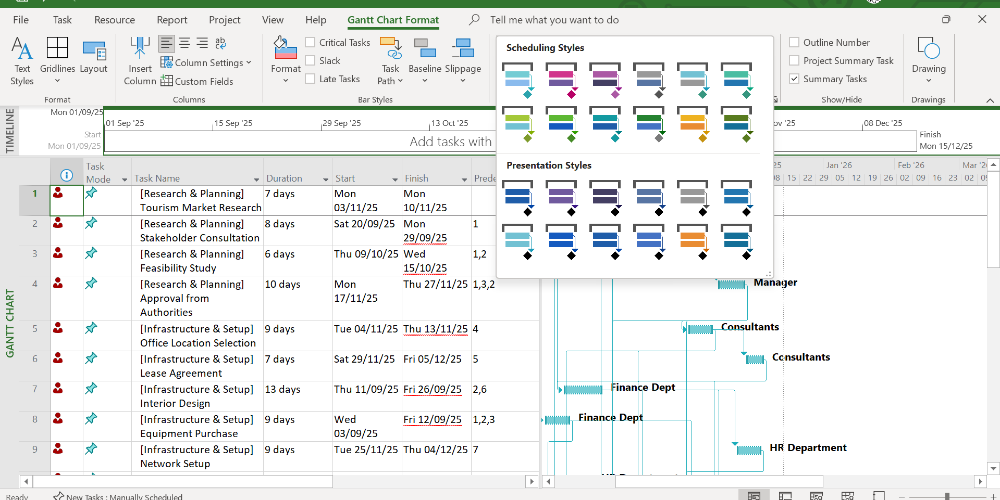 File Task Resource Report Project View Help Gantt Chart Format Tell me what you want to do
Text Styles
Gridlines
Layout
Format
Insert Column
Column Settings
Custom Fields
Columns
Format
Critical Tasks
Slack
Late Tasks
Task Path
Baseline
Slippage
Bar Styles
Scheduling Styles
Presentation Styles
Outline Number
Project Summary Task
Summary Tasks
Show/Hide
Drawing
Drawings
TIMELINE
Mon 01/09/25
Start
Mon 01/09/25
01 Sep '25 15 Sep '25 29 Sep '25 13 Oct '25 ov '25 08 Dec '25
Add tasks with
Finish
Mon 15/12/25
GANTT CHART
Task Mode Task Name Duration Start Finish Prede
1 [Research & Planning] Tourism Market Research 7 days Mon 03/11/25 Mon 10/11/25
2 [Research & Planning] Stakeholder Consultation 8 days Sat 20/09/25 Mon 29/09/25 1
3 [Research & Planning] Feasibility Study 6 days Thu 09/10/25 Wed 15/10/25 1,2
4 [Research & Planning] Approval from Authorities 10 days Mon 17/11/25 Thu 27/11/25 1,3,2
5 [Infrastructure & Setup] Office Location Selection 9 days Tue 04/11/25 Thu 13/11/25 4
6 [Infrastructure & Setup] Lease Agreement 7 days Sat 29/11/25 Fri 05/12/25 5
7 [Infrastructure & Setup] Interior Design 13 days Thu 11/09/25 Fri 26/09/25 2,6
8 [Infrastructure & Setup] Equipment Purchase 9 days Wed 03/09/25 Fri 12/09/25 1,2,3
9 [Infrastructure & Setup] Network Setup 9 days Tue 25/11/25 Thu 04/12/25 7
25 Jan '26 Feb '26 Mar '2
08 15 22 29 05 12 19 26 02 09 16 23 02
Manager
Consultants
Consultants
Finance Dept
Finance Dept
HR Department
Ready New Tasks : Manually Scheduled